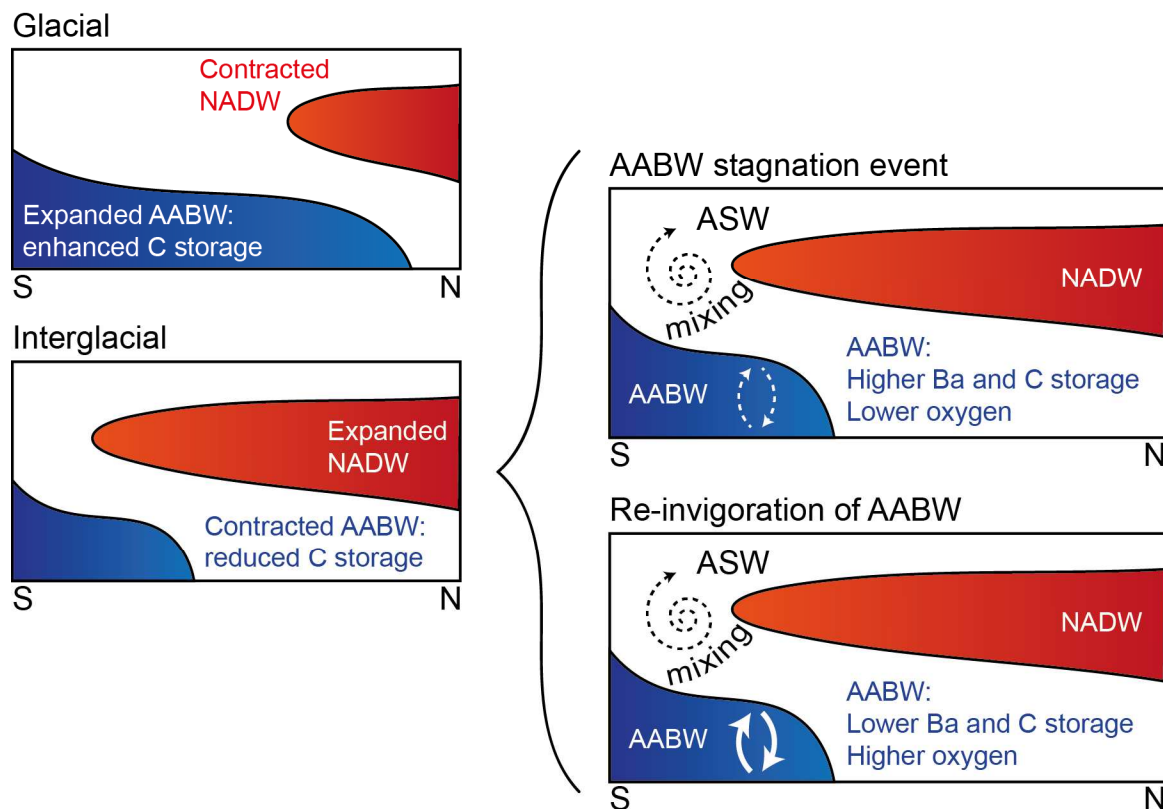 Glacial
Contracted
NADW
Expanded AABW:
enhanced C storage
S
N
Interglacial
Expanded
NADW
Contracted AABW:
reduced C storage
S
N
AABW stagnation event
ASW
mixing
NADW
AABW
AABW:
Higher Ba and C storage
Lower oxygen
S
N
Re-invigoration of AABW
ASW
mixing
NADW
AABW
AABW:
Lower Ba and C storage
Higher oxygen
S
N